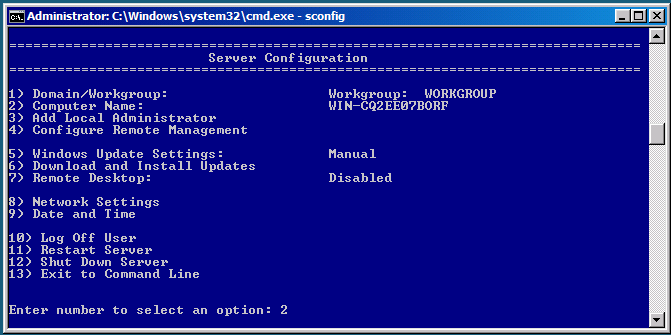 Administrator: C:\Windows\system32\cmd.exe - sconfig
===============================================================================
Server Configuration
===============================================================================
1) Domain/Workgroup: Workgroup: WORKGROUP
2) Computer Name: WIN-CQ2EE07BORF
3) Add Local Administrator
4) Configure Remote Management
5) Windows Update Settings: Manual
6) Download and Install Updates
7) Remote Desktop: Disabled
8) Network Settings
9) Date and Time
10) Log Off User
11) Restart Server
12) Shut Down Server
13) Exit to Command Line
Enter number to select an option: 2